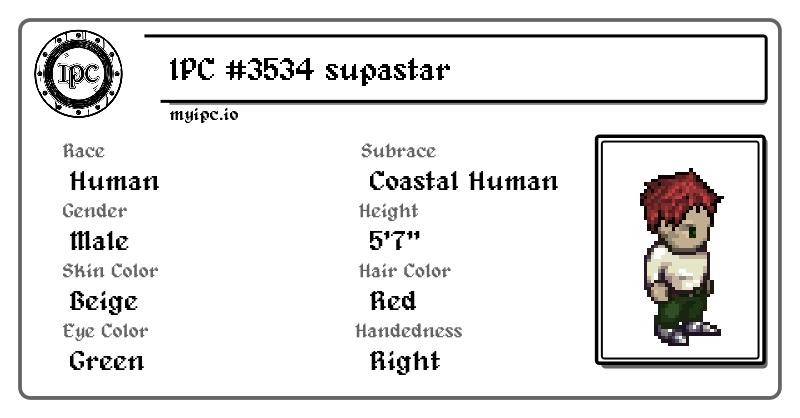 IPC
IPC #3534 supastar
myipc.io
Race
Human
Subrace
Coastal Human
Gender
Male
Height
5'7"
Skin Color
Beige
Hair Color
Red
Eye Color
Green
Handedness
Right